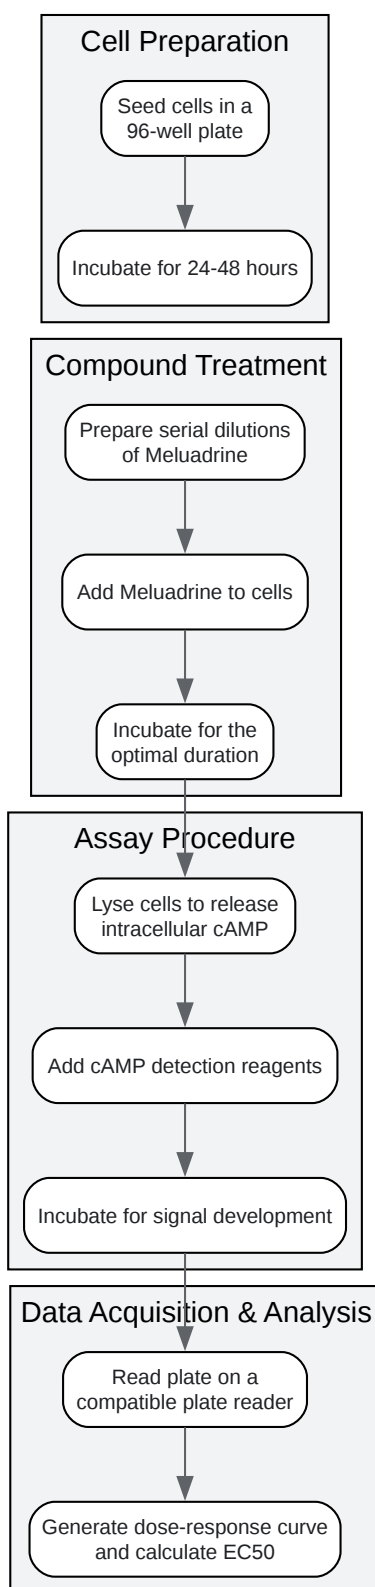 Cell Preparation
Seed cells in a
96-well plate
Incubate for 24-48 hours
Compound Treatment
Prepare serial dilutions
of Meluadrine
Add Meluadrine to cells
Incubate for the
optimal duration
Assay Procedure
Lyse cells to release
intracellular cAMP
Add cAMP detection reagents
Incubate for signal development
Data Acquisition & Analysis
Read plate on a
compatible plate reader
Generate dose-response curve
and calculate EC50